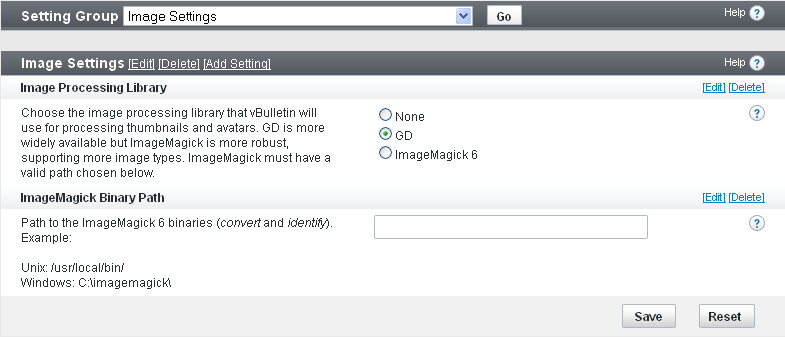 Setting Group Image Settings Go Help ?
Image Settings [Edit] [Delete] [Add Setting] Help ?
Image Processing Library [Edit] [Delete]
Choose the image processing library that vBulletin will
use for processing thumbnails and avatars. GD is more
widely available but ImageMagick is more robust,
supporting more image types. ImageMagick must have a
valid path chosen below.
None
GD
ImageMagick 6
?
ImageMagick Binary Path [Edit] [Delete]
Path to the ImageMagick 6 binaries (convert and identify).
Example:
Unix: /usr/local/bin/
Windows: C:\imagemagick\
?
Save Reset